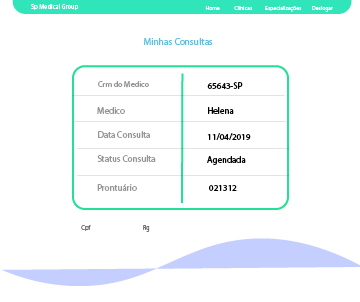 Sp Medical Group Home Clinicas Especializações Deslogar
Minhas Consultas
Crm do Medico 65643-SP
Medico Helena
Data Consulta 11/04/2019
Status Consulta Agendada
Prontuário 021312
Cpf Rg